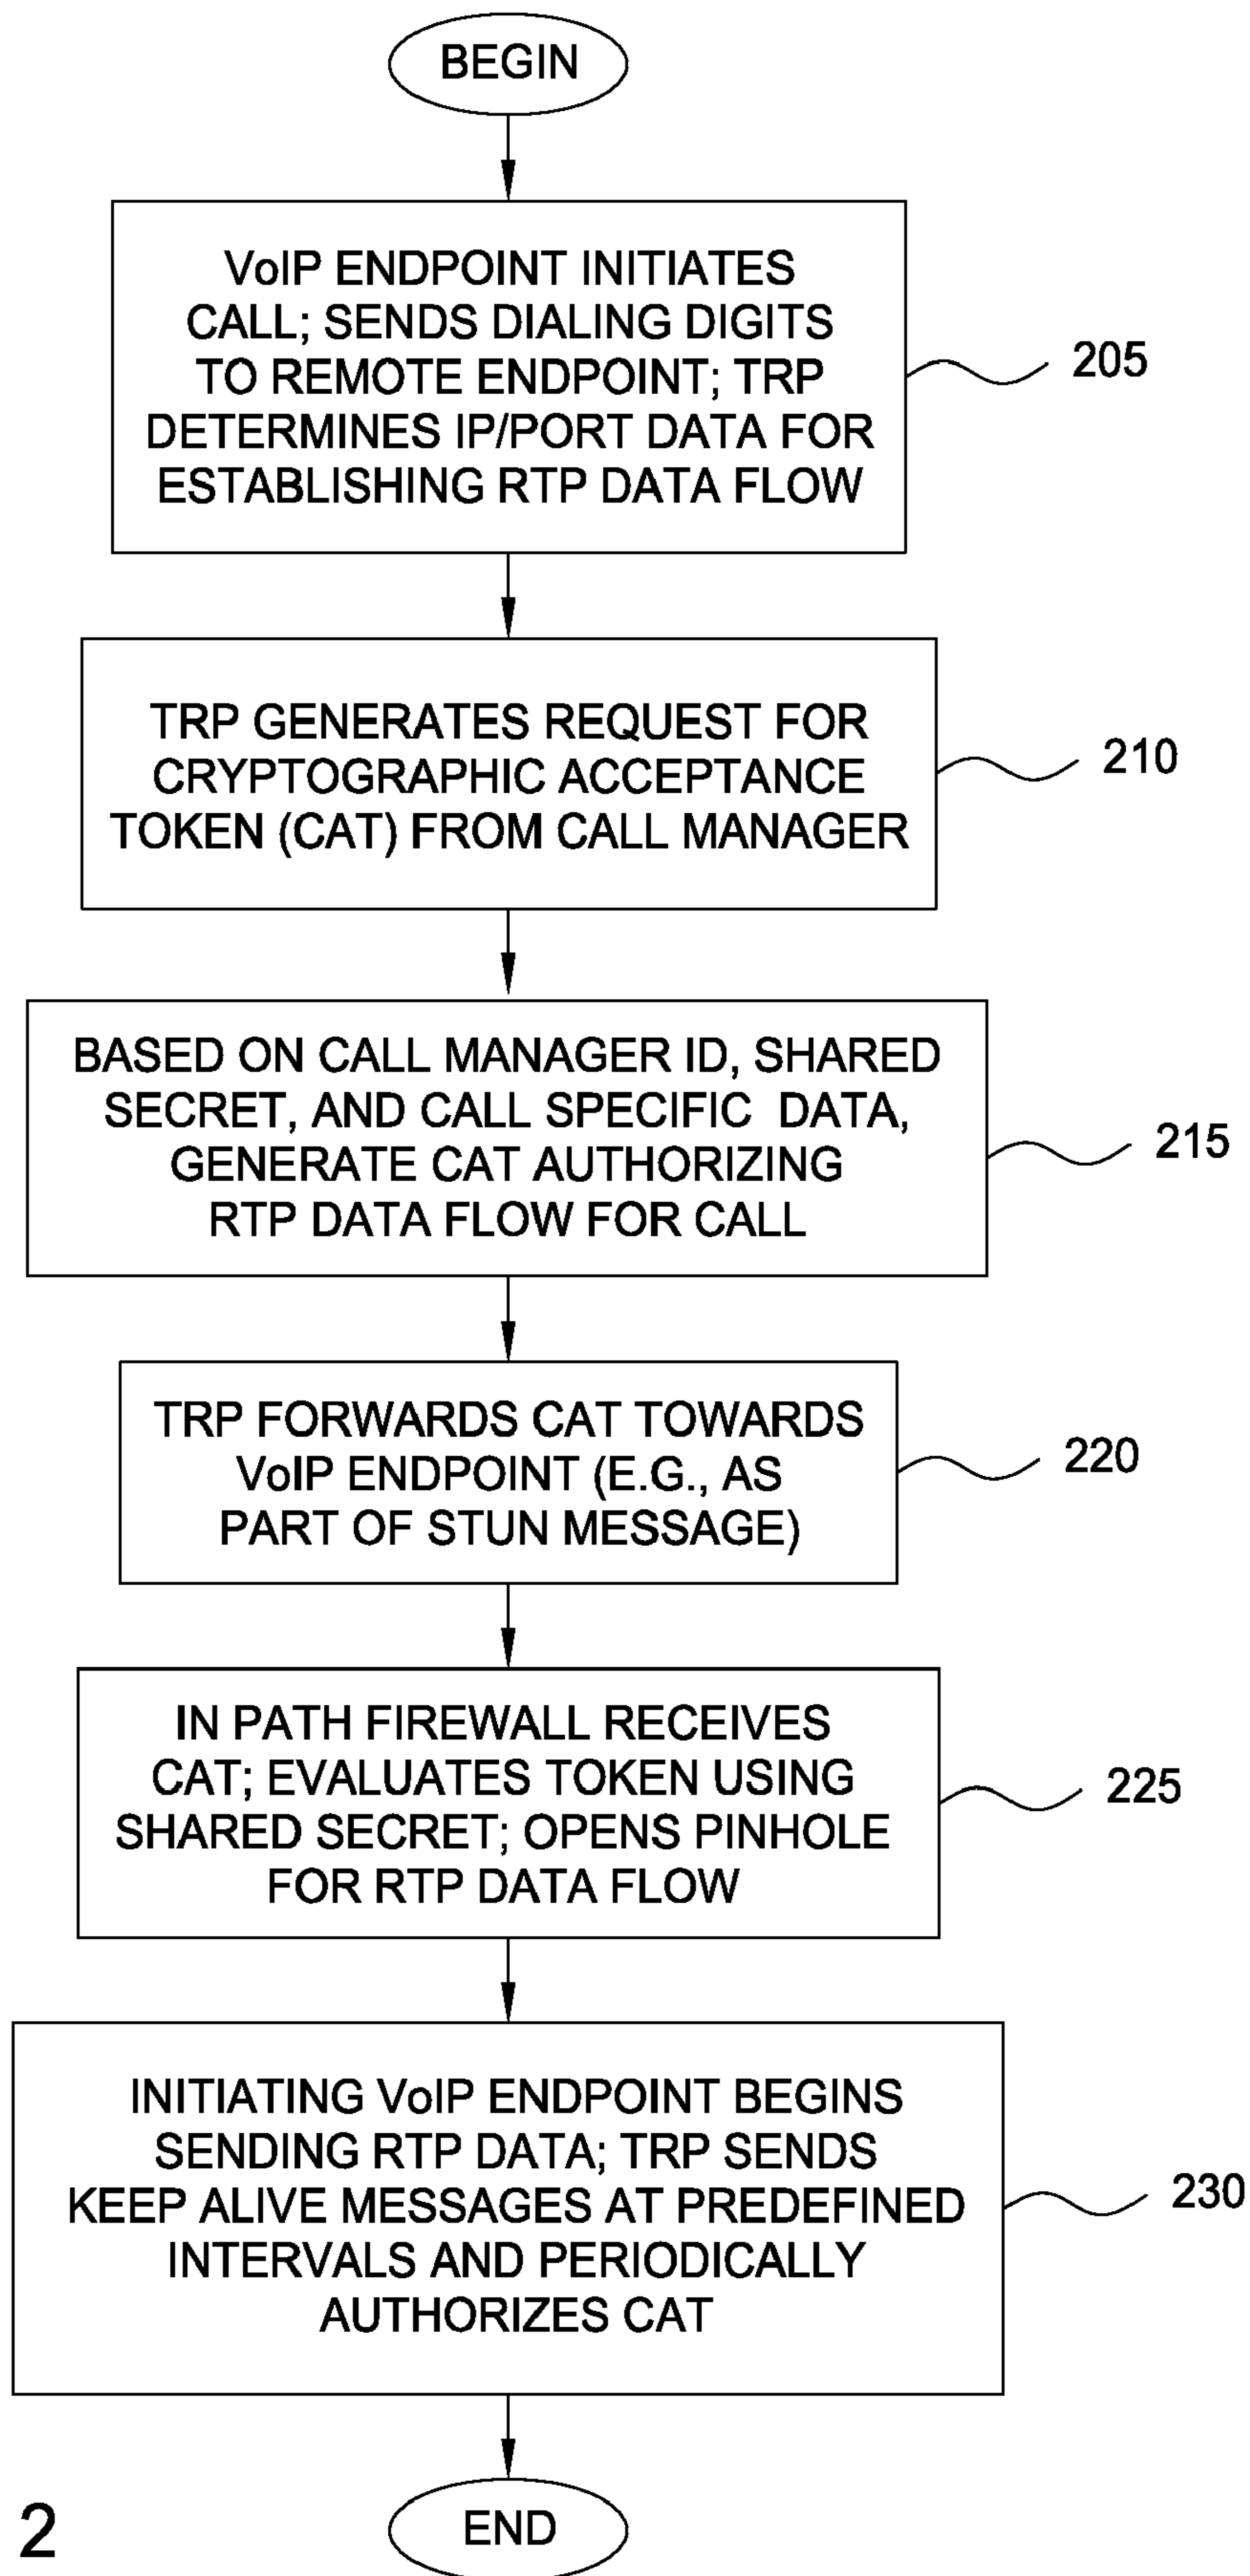 BEGIN
VoIP ENDPOINT INITIATES
CALL; SENDS DIALING DIGITS
TO REMOTE ENDPOINT; TRP
DETERMINES IP/PORT DATA FOR
ESTABLISHING RTP DATA FLOW
205
TRP GENERATES REQUEST FOR
CRYPTOGRAPHIC ACCEPTANCE
TOKEN (CAT) FROM CALL MANAGER
210
BASED ON CALL MANAGER ID, SHARED
SECRET, AND CALL SPECIFIC DATA,
GENERATE CAT AUTHORIZING
RTP DATA FLOW FOR CALL
215
TRP FORWARDS CAT TOWARDS
VoIP ENDPOINT (E.G., AS
PART OF STUN MESSAGE)
220
IN PATH FIREWALL RECEIVES
CAT; EVALUATES TOKEN USING
SHARED SECRET; OPENS PINHOLE
FOR RTP DATA FLOW
225
INITIATING VoIP ENDPOINT BEGINS
SENDING RTP DATA; TRP SENDS
KEEP ALIVE MESSAGES AT PREDEFINED
INTERVALS AND PERIODICALLY
AUTHORIZES CAT
230
END
2